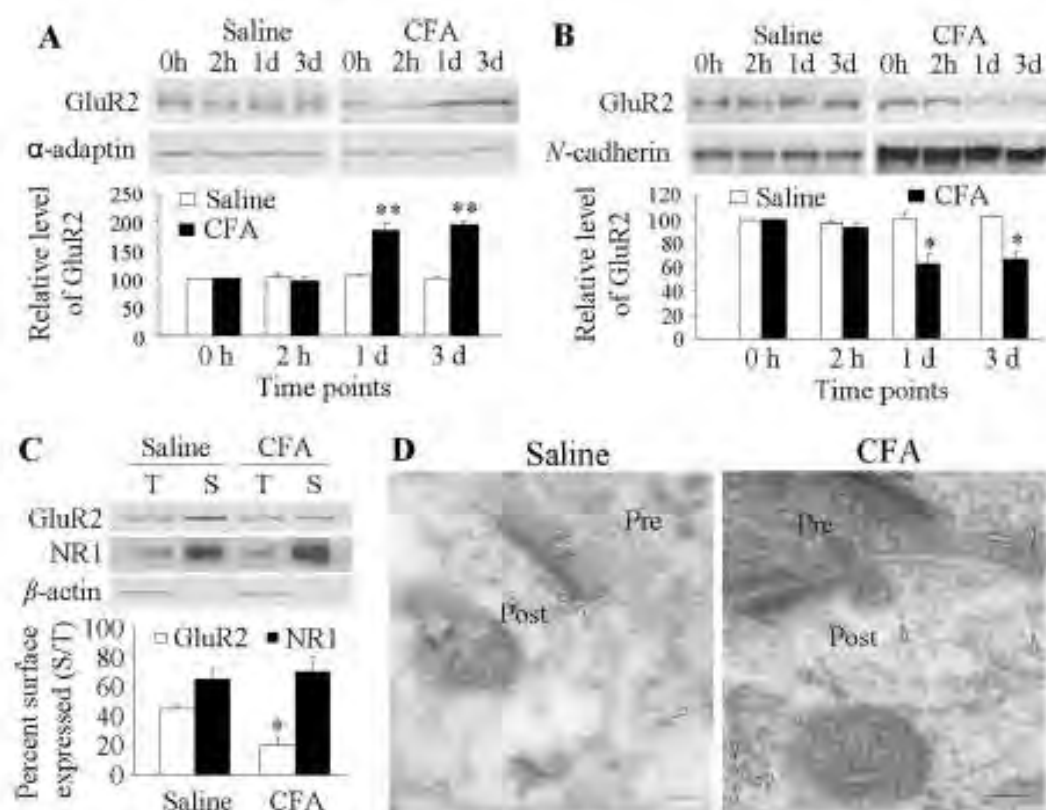 A
Saline CFA
0h 2h 1d 3d 0h 2h 1d 3d
GluR2
α-adaptin
Relative level
of GluR2
250
200
150
100
50
0
Saline
CFA
** **
0 h 2 h 1 d 3 d
Time points
B
Saline CFA
0h 2h 1d 3d 0h 2h 1d 3d
GluR2
N-cadherin
Relative level
of GluR2
120
100
80
60
40
20
0
Saline CFA
* *
0 h 2 h 1 d 3 d
Time points
C
Saline CFA
T S T S
GluR2
NR1
β-actin
Percent surface
expressed (S/T)
100
80
60
40
20
0
GluR2 NR1
*
Saline CFA
D
Saline CFA
Pre
Post
Pre
Post